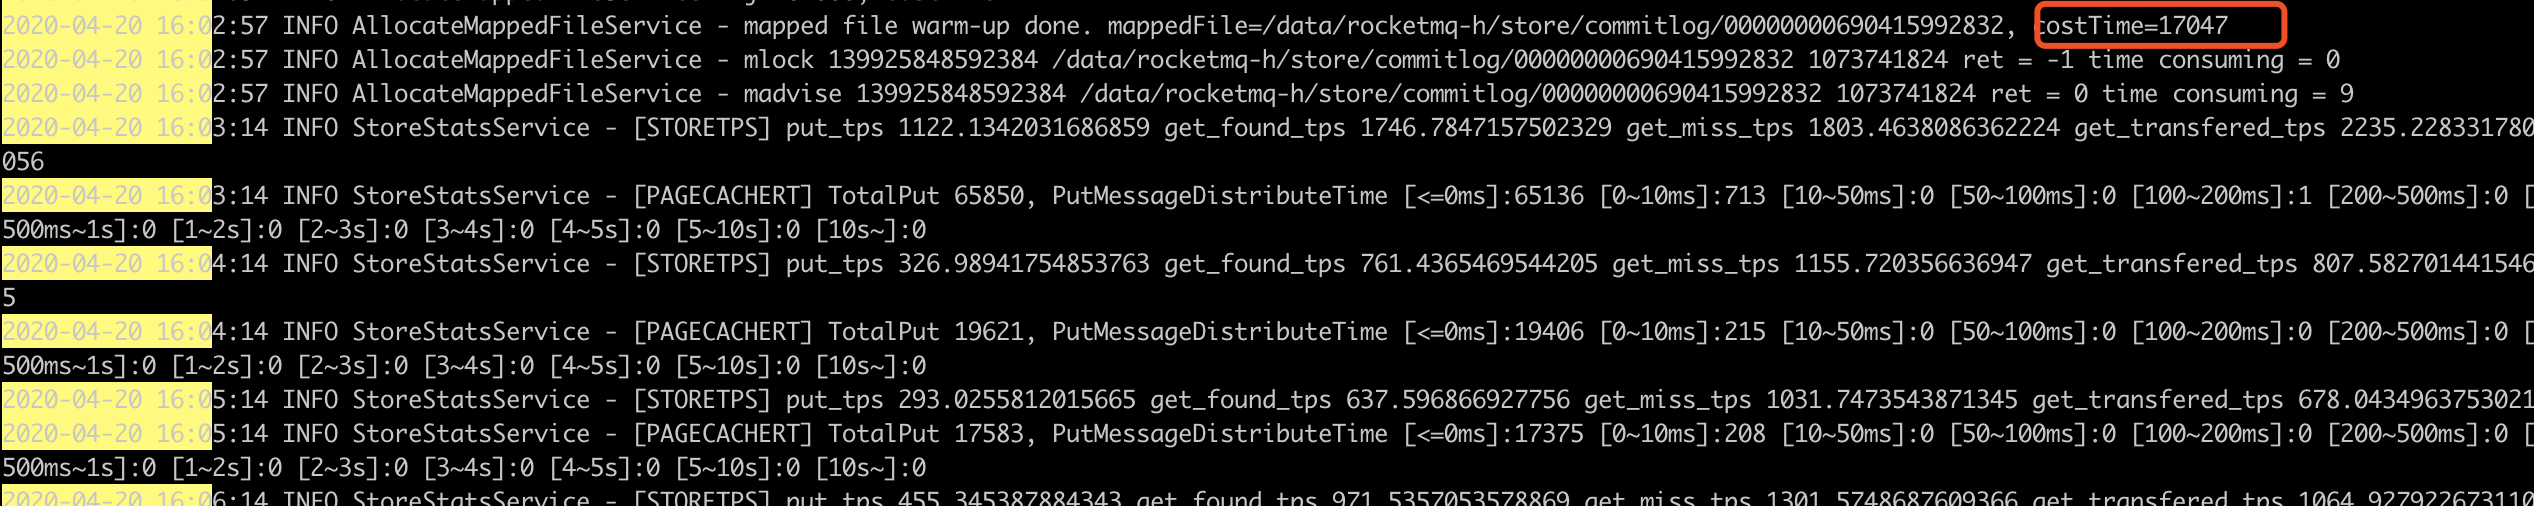 2020-04-20 16:02:57 INFO AllocateMappedFileService - mapped file warm-up done. mappedFile=/data/rocketmq-h/store/commitlog/00000000690415992832, costTime=17047
2020-04-20 16:02:57 INFO AllocateMappedFileService - mlock 139925848592384 /data/rocketmq-h/store/commitlog/00000000690415992832 1073741824 ret = -1 time consuming = 0
2020-04-20 16:02:57 INFO AllocateMappedFileService - madvise 139925848592384 /data/rocketmq-h/store/commitlog/00000000690415992832 1073741824 ret = 0 time consuming = 9
2020-04-20 16:03:14 INFO StoreStatsService - [STORETPS] put_tps 1122.1342031686859 get_found_tps 1746.7847157502329 get_miss_tps 1803.4638086362224 get_transfered_tps 2235.228331780
056
2020-04-20 16:03:14 INFO StoreStatsService - [PAGECACHERT] TotalPut 65850, PutMessageDistributeTime [<=0ms]:65136 [0~10ms]:713 [10~50ms]:0 [50~100ms]:0 [100~200ms]:1 [200~500ms]:0 [
500ms~1s]:0 [1~2s]:0 [2~3s]:0 [3~4s]:0 [4~5s]:0 [5~10s]:0 [10s~]:0
2020-04-20 16:04:14 INFO StoreStatsService - [STORETPS] put_tps 326.98941754853763 get_found_tps 761.4365469544205 get_miss_tps 1155.720356636947 get_transfered_tps 807.582701441546
5
2020-04-20 16:04:14 INFO StoreStatsService - [PAGECACHERT] TotalPut 19621, PutMessageDistributeTime [<=0ms]:19406 [0~10ms]:215 [10~50ms]:0 [50~100ms]:0 [100~200ms]:0 [200~500ms]:0 [
500ms~1s]:0 [1~2s]:0 [2~3s]:0 [3~4s]:0 [4~5s]:0 [5~10s]:0 [10s~]:0
2020-04-20 16:05:14 INFO StoreStatsService - [STORETPS] put_tps 293.0255812015665 get_found_tps 637.596866927756 get_miss_tps 1031.7473543871345 get_transfered_tps 678.0434963753021
2020-04-20 16:05:14 INFO StoreStatsService - [PAGECACHERT] TotalPut 17583, PutMessageDistributeTime [<=0ms]:17375 [0~10ms]:208 [10~50ms]:0 [50~100ms]:0 [100~200ms]:0 [200~500ms]:0 [
500ms~1s]:0 [1~2s]:0 [2~3s]:0 [3~4s]:0 [4~5s]:0 [5~10s]:0 [10s~]:0
2020-04-20 16:06:14 INFO StoreStatsService - [STORETPS] put_tps 455.345387884343 get_found_tps 971.5357053578869 get_miss_tps 1301.5748687609366 get_transfered_tps 1064.927922673110